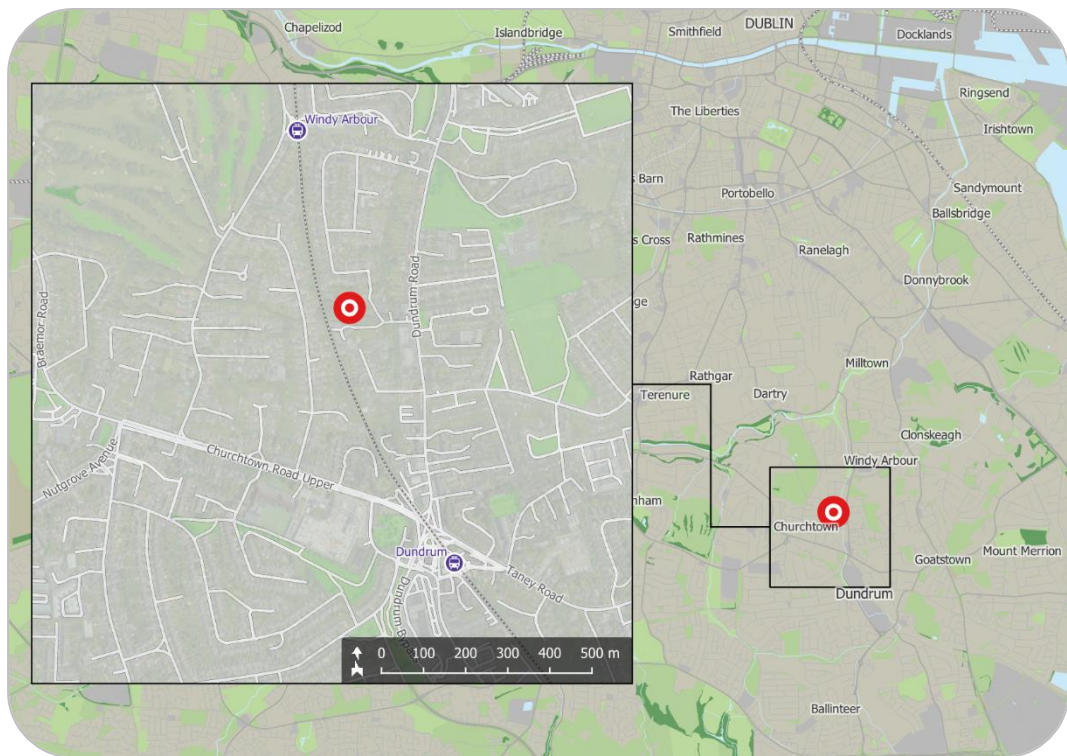 Chapelizod
Islandbridge
Smithfield
DUBLIN
Docklands
Ringsend
The Liberties
Irishtown
s Barn
Portobello
Sandymount
Ballsbridge
s Cross
Rathmines
Ranelagh
Donnybrook
ge
Milltown
Rathgar
Terenure
Dartry
Clonskeagh
Windy Arbour
nham
Churchtown
Goatstown
Mount Merrion
Dundrum
Ballinteer
Windy Arbour
Dundrum Road
Braemor Road
Nutgrove Avenue
Churchtown Road Upper
Dundrum
Taney Road
Dundrum Bypa
0 100 200 300 400 500 m